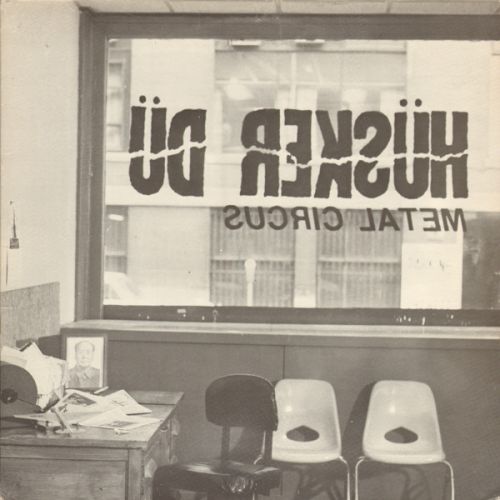 HÜSKER DÜ
METAL CIRCUS